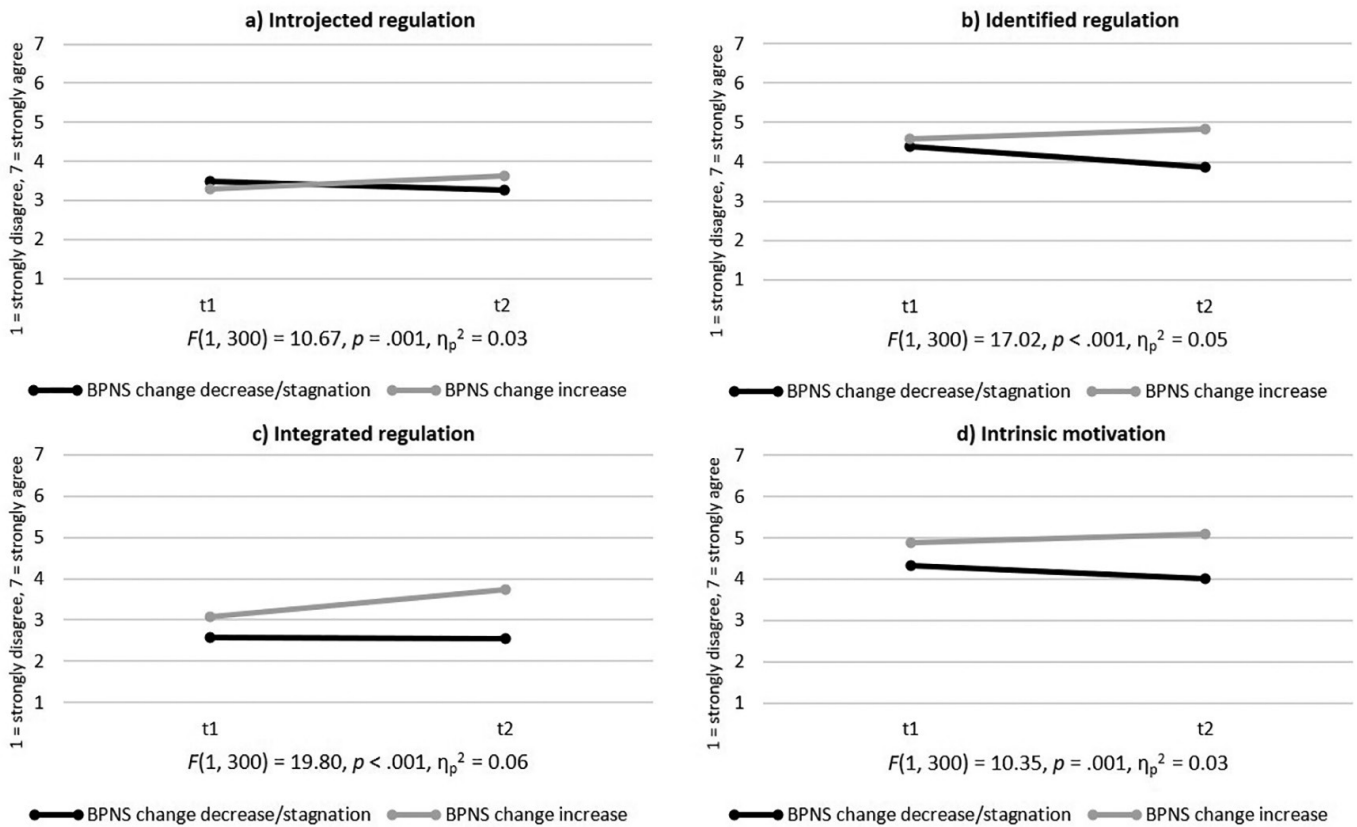 a) Introjected regulation
1 = strongly disagree, 7 = strongly agree
7
6
5
4
3
2
1
t1 t2
F(1, 300) = 10.67, p = .001, ηp² = 0.03
BPNS change decrease/stagnation BPNS change increase
b) Identified regulation
1 = strongly disagree, 7 = strongly agree
7
6
5
4
3
2
1
t1 t2
F(1, 300) = 17.02, p < .001, ηp² = 0.05
BPNS change decrease/stagnation BPNS change increase
c) Integrated regulation
1 = strongly disagree, 7 = strongly agree
7
6
5
4
3
2
1
t1 t2
F(1, 300) = 19.80, p < .001, ηp² = 0.06
BPNS change decrease/stagnation BPNS change increase
d) Intrinsic motivation
1 = strongly disagree, 7 = strongly agree
7
6
5
4
3
2
1
t1 t2
F(1, 300) = 10.35, p = .001, ηp² = 0.03
BPNS change decrease/stagnation BPNS change increase